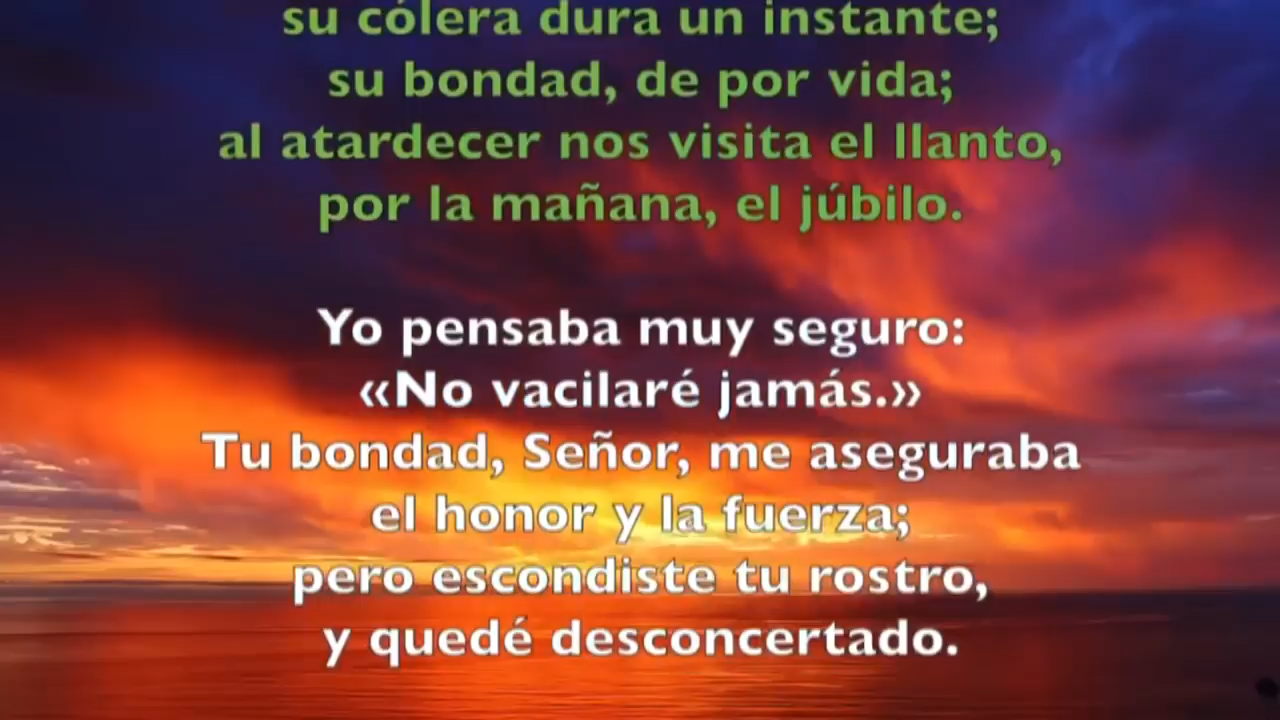 su cólera dura un instante;
su bondad, de por vida;
al atardecer nos visita el llanto,
por la mañana, el júbilo.
Yo pensaba muy seguro:
«No vacilaré jamás.»
Tu bondad, Señor, me aseguraba
el honor y la fuerza;
pero escondiste tu rostro,
y quedé desconcertado.